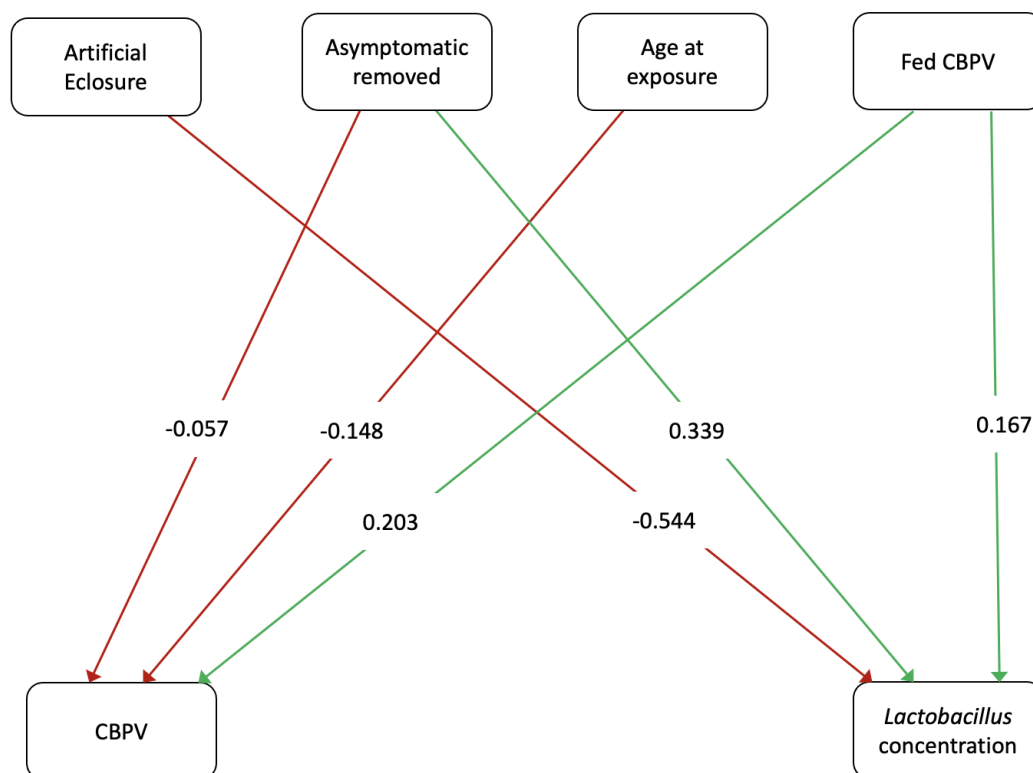 Artificial
Eclosure
Asymptomatic
removed
Age at
exposure
Fed CBPV
-0.057
-0.148
0.339
0.167
0.203
-0.544
CBPV
Lactobacillus
concentration